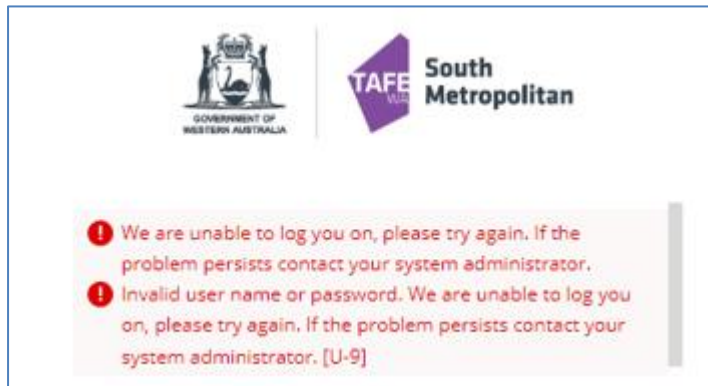 GOVERNMENT OF
WESTERN AUSTRALIA
TAFE
WA
South
Metropolitan
We are unable to log you on, please try again. If the
problem persists contact your system administrator.
Invalid user name or password. We are unable to log you
on, please try again. If the problem persists contact your
system administrator. [U-9]